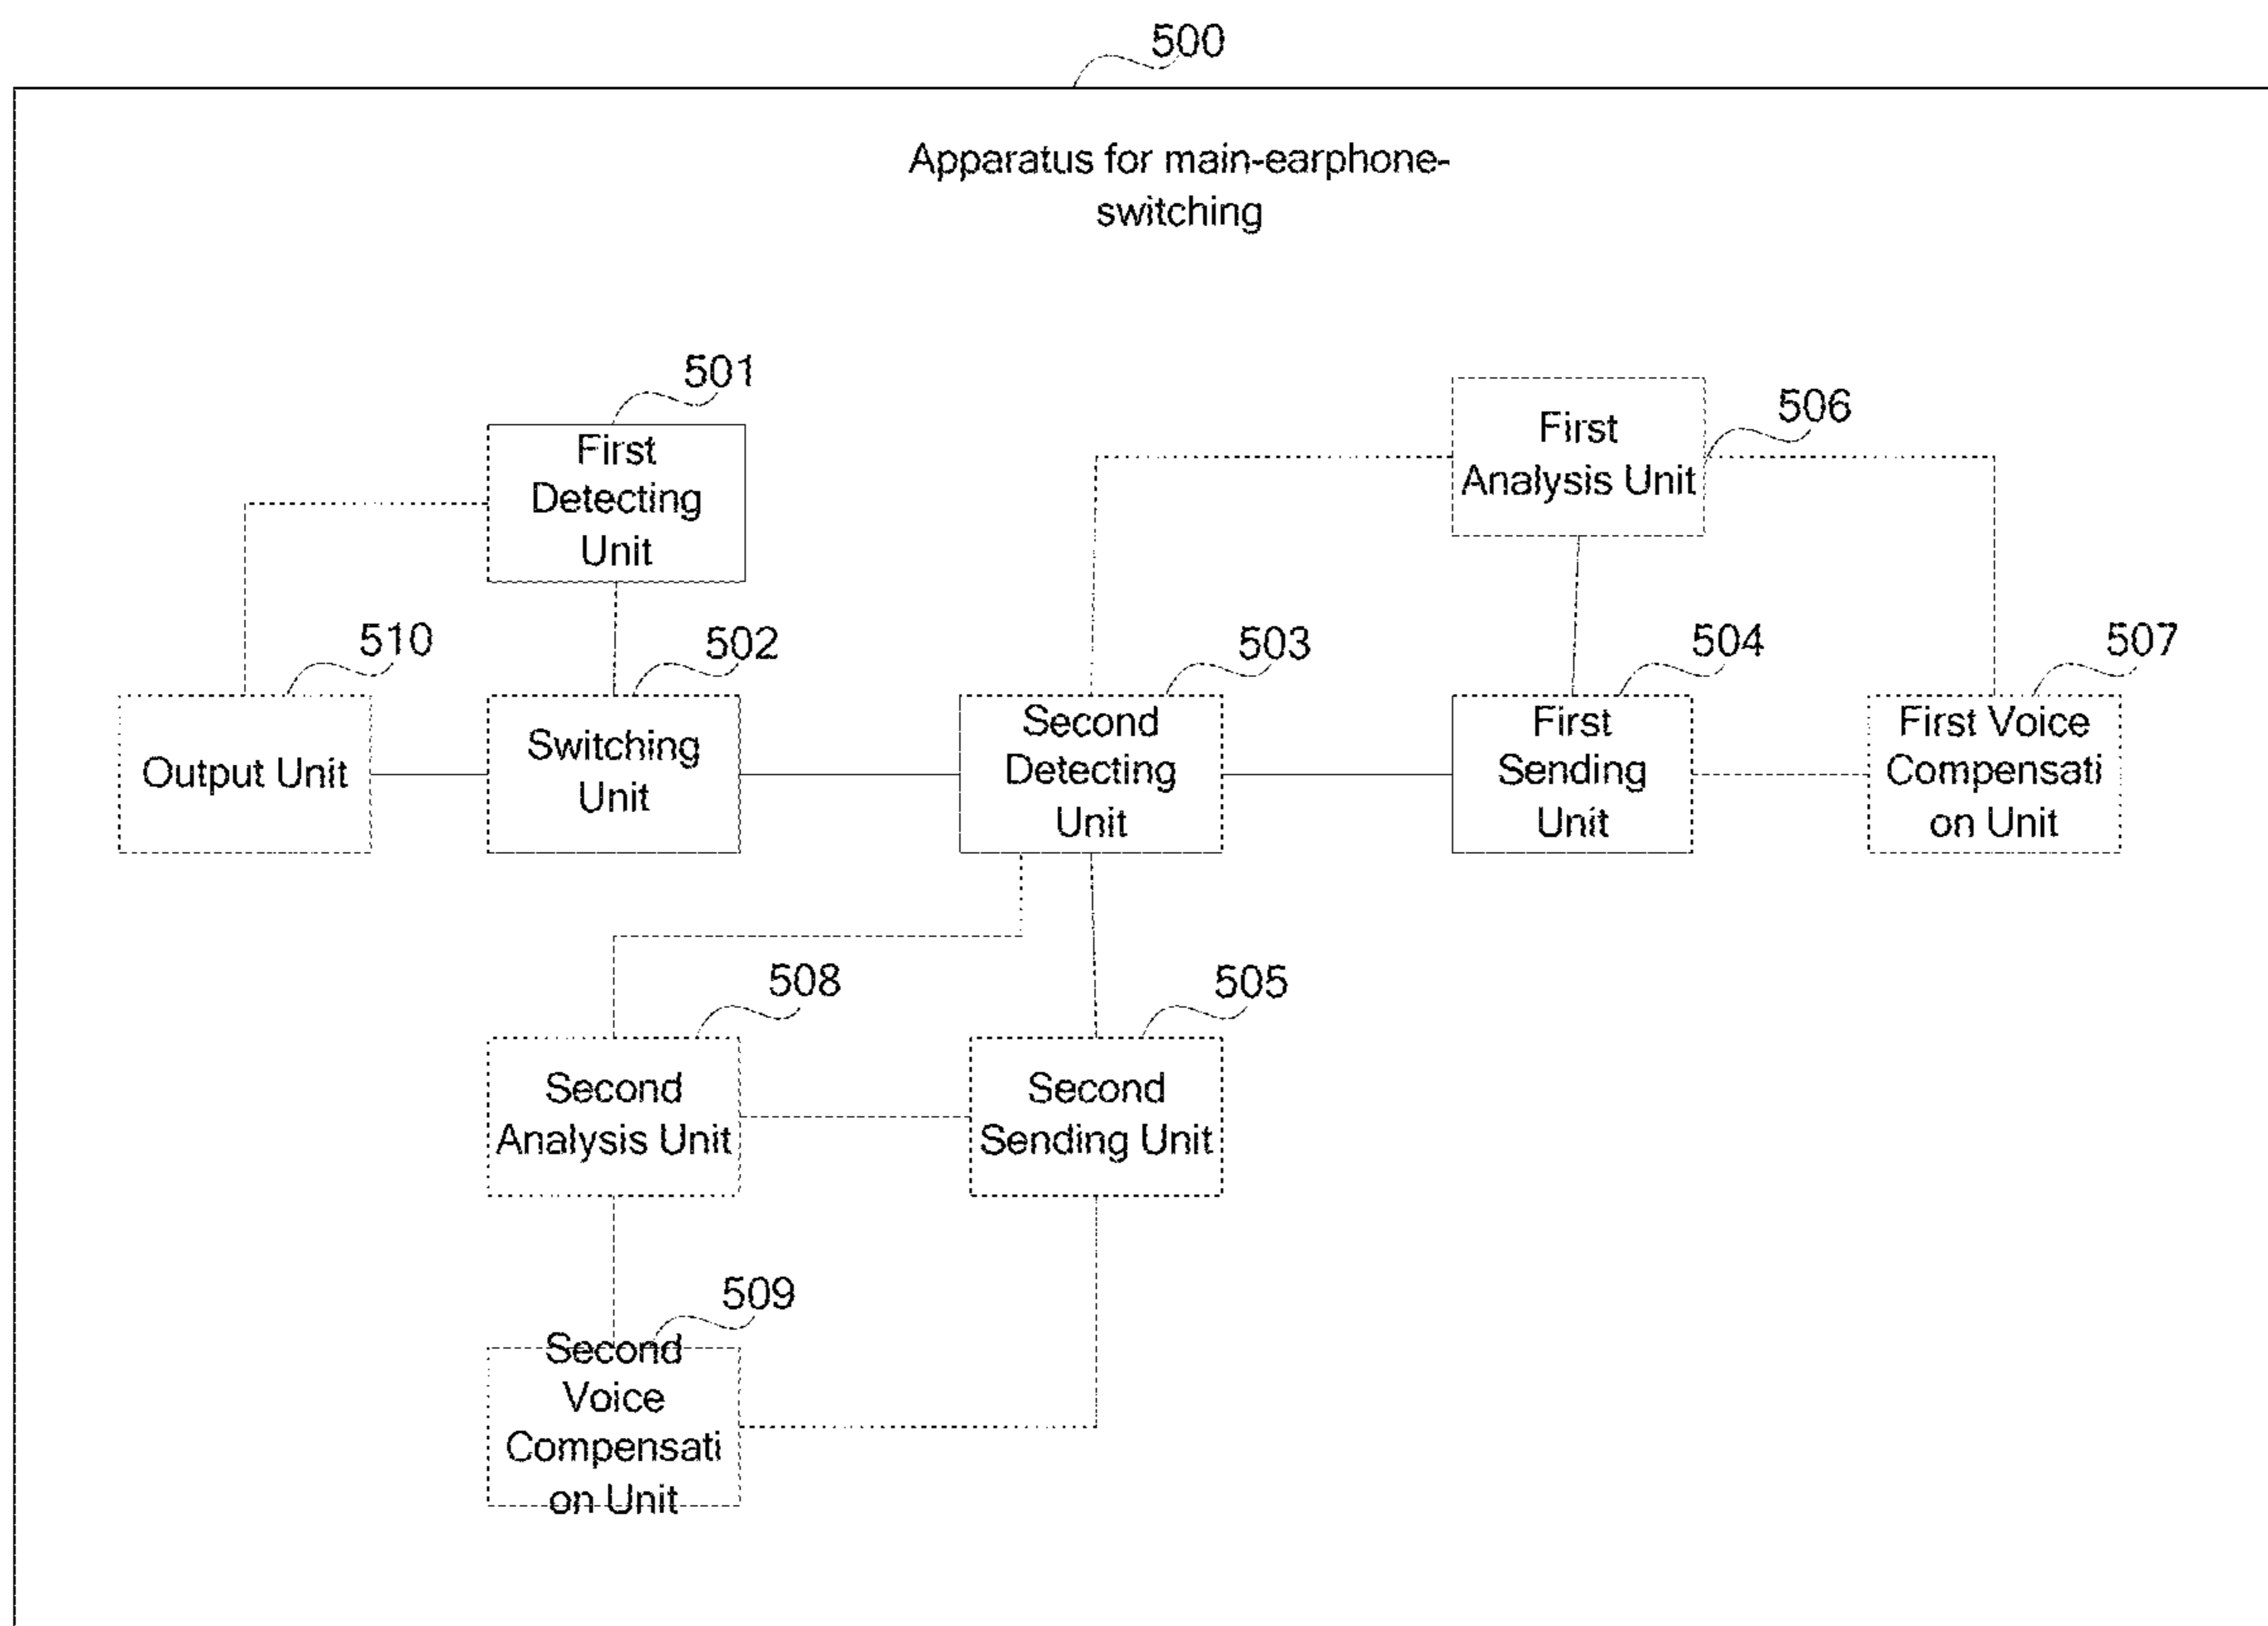 500
Apparatus for main-earphone-
switching
501
First
Detecting
Unit
506
First
Analysis Unit
510
Output Unit
502
Switching
Unit
503
Second
Detecting
Unit
504
First
Sending
Unit
507
First Voice
Compensati
on Unit
508
Second
Analysis Unit
505
Second
Sending Unit
509
Second
Voice
Compensati
on Unit